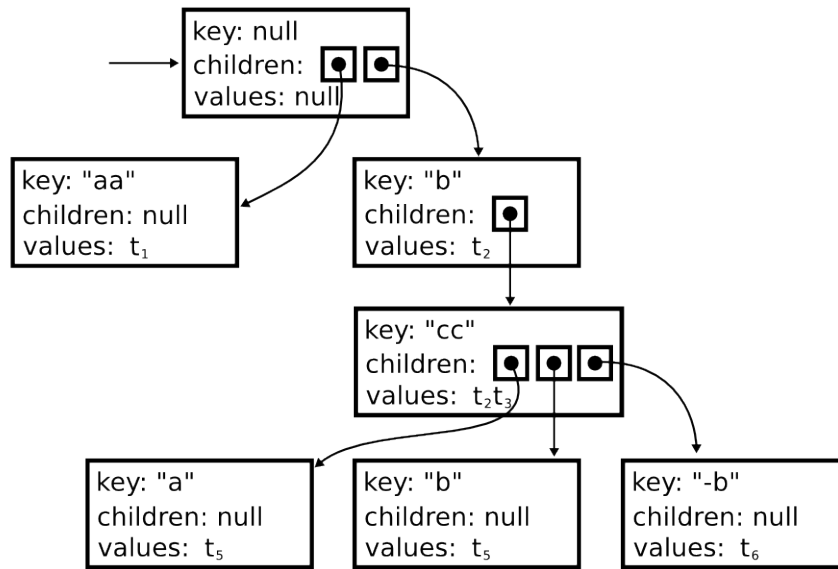 key: null
children:
values: null
key: "aa"
children: null
values: t₁
key: "b"
children:
values: t₂
key: "cc"
children:
values: t₂t₃
key: "a"
children: null
values: t₅
key: "b"
children: null
values: t₅
key: "-b"
children: null
values: t₆